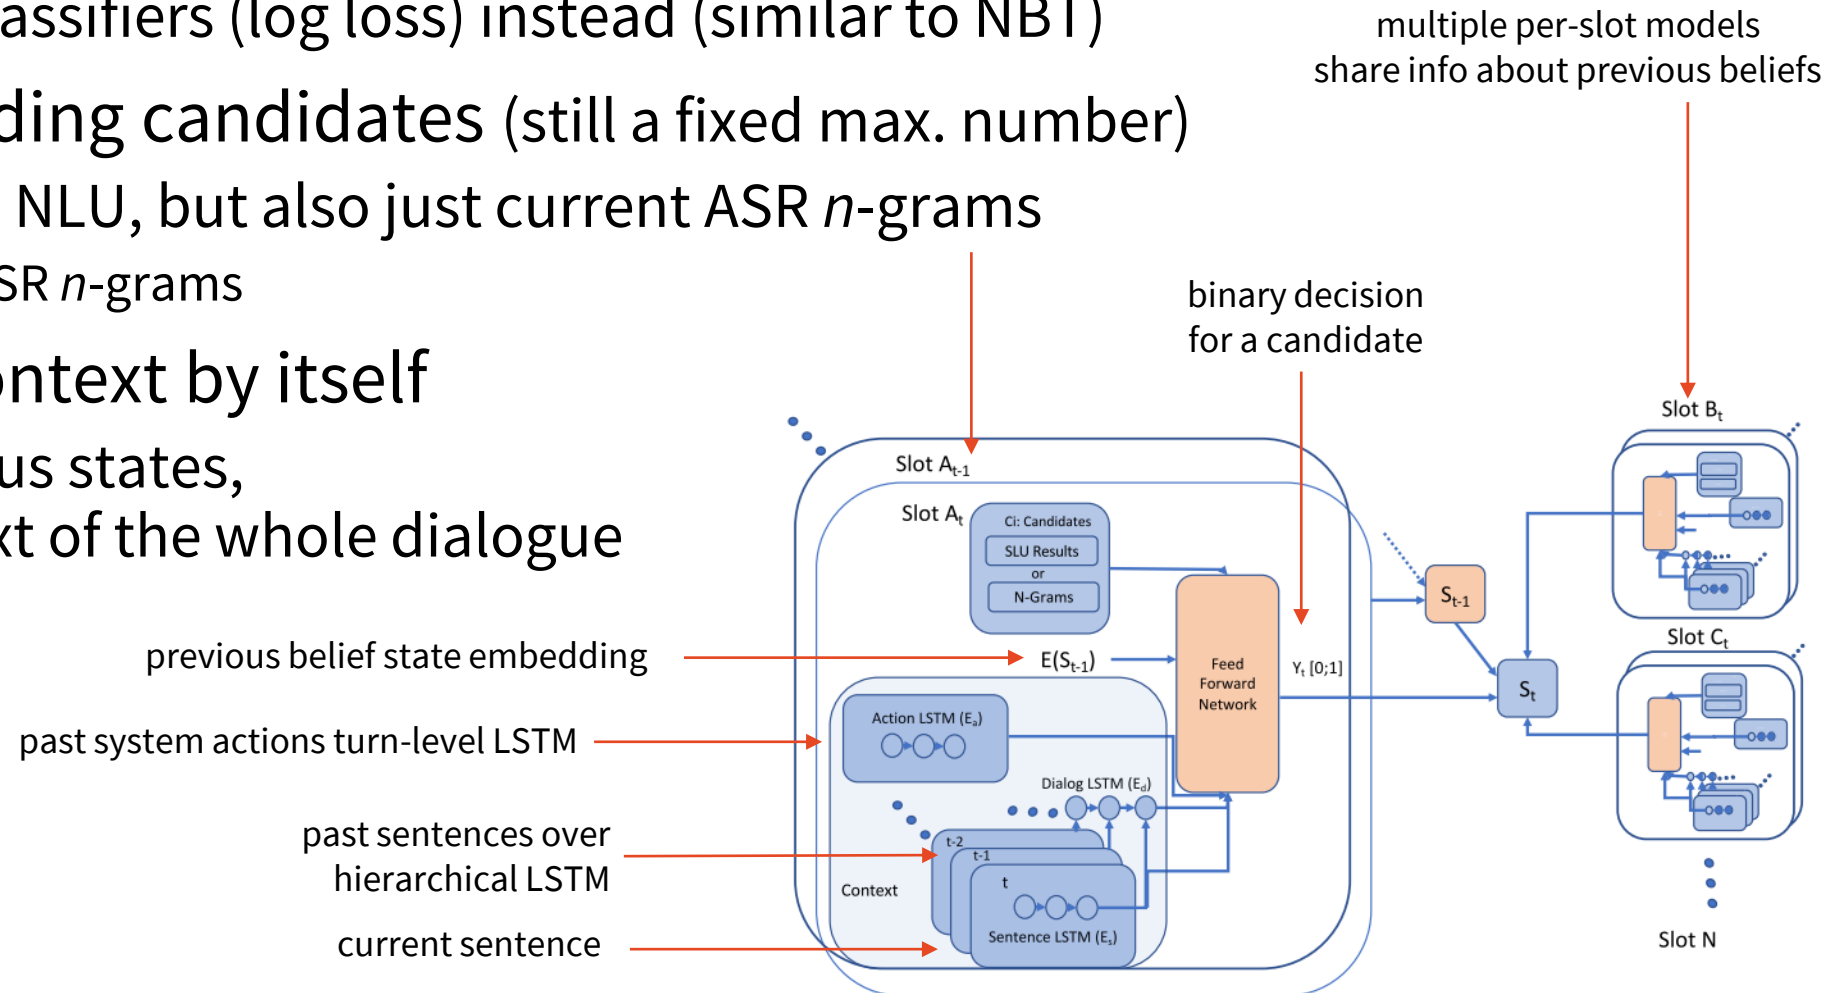 assifiers (log loss) instead (similar to NBT)
multiple per-slot models
share info about previous beliefs
ding candidates (still a fixed max. number)
NLU, but also just current ASR n-grams
SR n-grams
binary decision
for a candidate
ontext by itself
us states,
xt of the whole dialogue
Slot At-1
Slot At
Ci: Candidates
SLU Results
or
N-Grams
previous belief state embedding
E(St-1)
Feed
Forward
Network
Yt [0;1]
St-1
St
past system actions turn-level LSTM
Action LSTM (Ea)
Dialog LSTM (Ed)
past sentences over
hierarchical LSTM
t-2
t-1
t
Context
current sentence
Sentence LSTM (Es)
Slot Bt
Slot Ct
Slot N